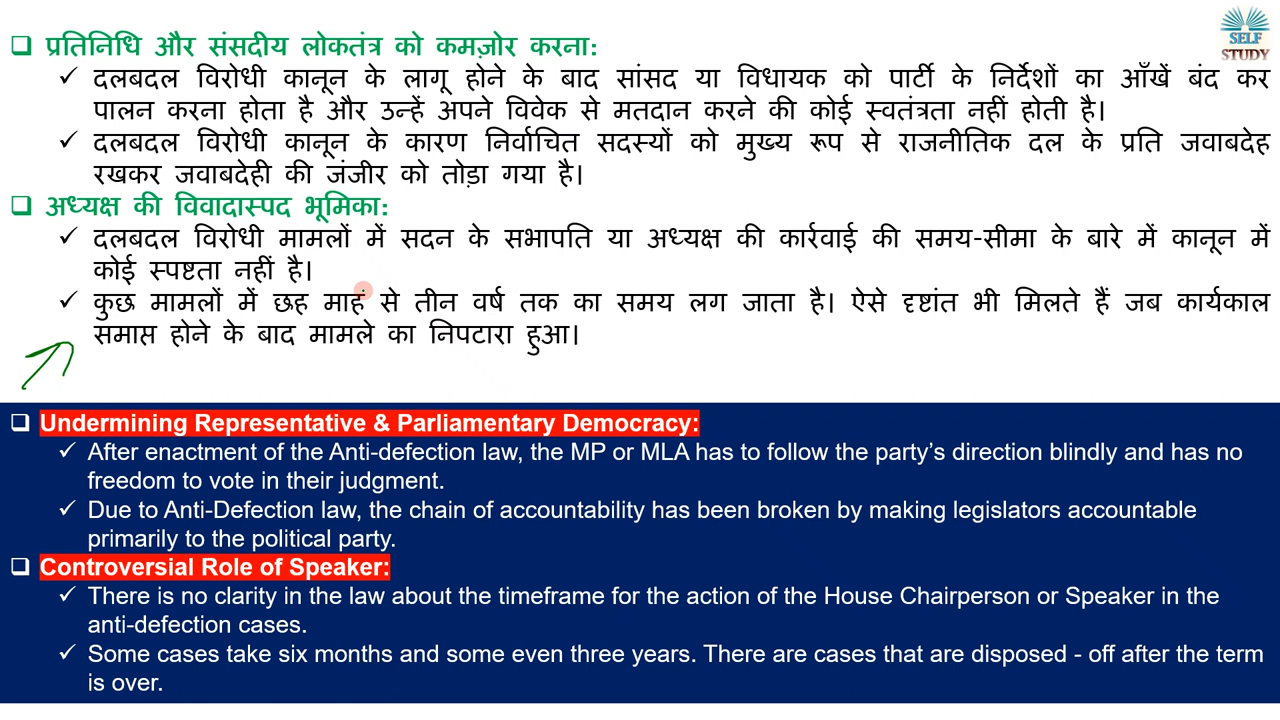 SELF
STUDY
❑ प्रतिनिधि और संसदीय लोकतंत्र को कमज़ोर करना:
✓ दलबदल विरोधी कानून के लागू होने के बाद सांसद या विधायक को पार्टी के निर्देशों का आँखें बंद कर
पालन करना होता है और उन्हें अपने विवेक से मतदान करने की कोई स्वतंत्रता नहीं होती है।
✓ दलबदल विरोधी कानून के कारण निर्वाचित सदस्यों को मुख्य रूप से राजनीतिक दल के प्रति जवाबदेह
रखकर जवाबदेही की जंजीर को तोड़ा गया है।
❑ अध्यक्ष की विवादास्पद भूमिका:
✓ दलबदल विरोधी मामलों में सदन के सभापति या अध्यक्ष की कार्रवाई की समय-सीमा के बारे में कानून में
कोई स्पष्टता नहीं है।
✓ कुछ मामलों में छह माह से तीन वर्ष तक का समय लग जाता है। ऐसे दृष्टांत भी मिलते हैं जब कार्यकाल
समाप्त होने के बाद मामले का निपटारा हुआ।
❑ Undermining Representative & Parliamentary Democracy:
✓ After enactment of the Anti-defection law, the MP or MLA has to follow the party’s direction blindly and has no
freedom to vote in their judgment.
✓ Due to Anti-Defection law, the chain of accountability has been broken by making legislators accountable
primarily to the political party.
❑ Controversial Role of Speaker:
✓ There is no clarity in the law about the timeframe for the action of the House Chairperson or Speaker in the
anti-defection cases.
✓ Some cases take six months and some even three years. There are cases that are disposed - off after the term
is over.